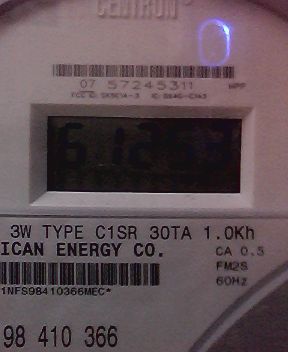 CENTRON
07 57245311
61253
3W TYPE C1SR 30TA 1.0Kh
ICAN ENERGY CO.
CA 0.5
FM2S
60Hz
1NFS98410366MEC*
98 410 366